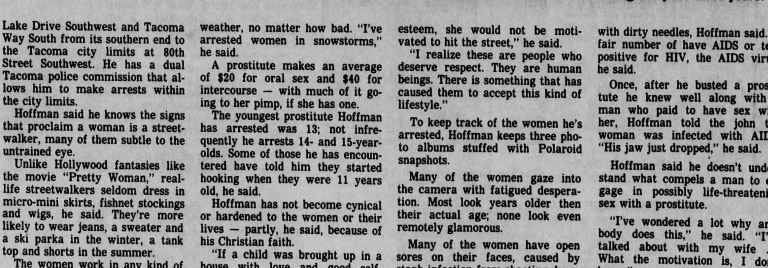 Lake Drive Southwest and Tacoma
Way South from its southern end to
the Tacoma city limits at 80th
Street Southwest. He has a dual
Tacoma police commission that al-
lows him to make arrests within
the city limits.
Hoffman said he knows the signs
that proclaim a woman is a street-
walker, many of them subtle to the
untrained eye.
Unlike Hollywood fantasies like
the movie "Pretty Woman," real-
life streetwalkers seldom dress in
micro-mini skirts, fishnet stockings
and wigs, he said. They're more
likely to wear jeans, a sweater and
a ski parka in the winter, a tank
top and shorts in the summer.
The women work in any kind of
weather, no matter how bad. "I've
arrested women in snowstorms,"
he said.
A prostitute makes an average
of $20 for oral sex and $40 for
intercourse — with much of it go-
ing to her pimp, if she has one.
The youngest prostitute Hoffman
has arrested was 13; not infre-
quently he arrests 14- and 15-year-
olds. Some of those he has encoun-
tered have told him they started
hooking when they were 11 years
old, he said.
Hoffman has not become cynical
or hardened to the women or their
lives — partly, he said, because of
his Christian faith.
"If a child was brought up in a
house with love and good self
esteem, she would not be moti-
vated to hit the street," he said.
"I realize these are people who
deserve respect. They are human
beings. There is something that has
caused them to accept this kind of
lifestyle."
To keep track of the women he's
arrested, Hoffman keeps three pho-
to albums stuffed with Polaroid
snapshots.
Many of the women gaze into
the camera with fatigued despera-
tion. Most look years older then
their actual age; none look even
remotely glamorous.
Many of the women have open
sores on their faces, caused by
with dirty needles, Hoffman said.
fair number of have AIDS or te
positive for HIV, the AIDS viru
he said.
Once, after he busted a pros
tute he knew well along with
man who paid to have sex w
her, Hoffman told the john t
woman was infected with AID
"His jaw just dropped," he said.
Hoffman said he doesn't unde
stand what compels a man to e
gage in possibly life-threateni
sex with a prostitute.
"I've wondered a lot why an
body does this," he said. "I'
talked about with my wife .
What the motivation is, I don